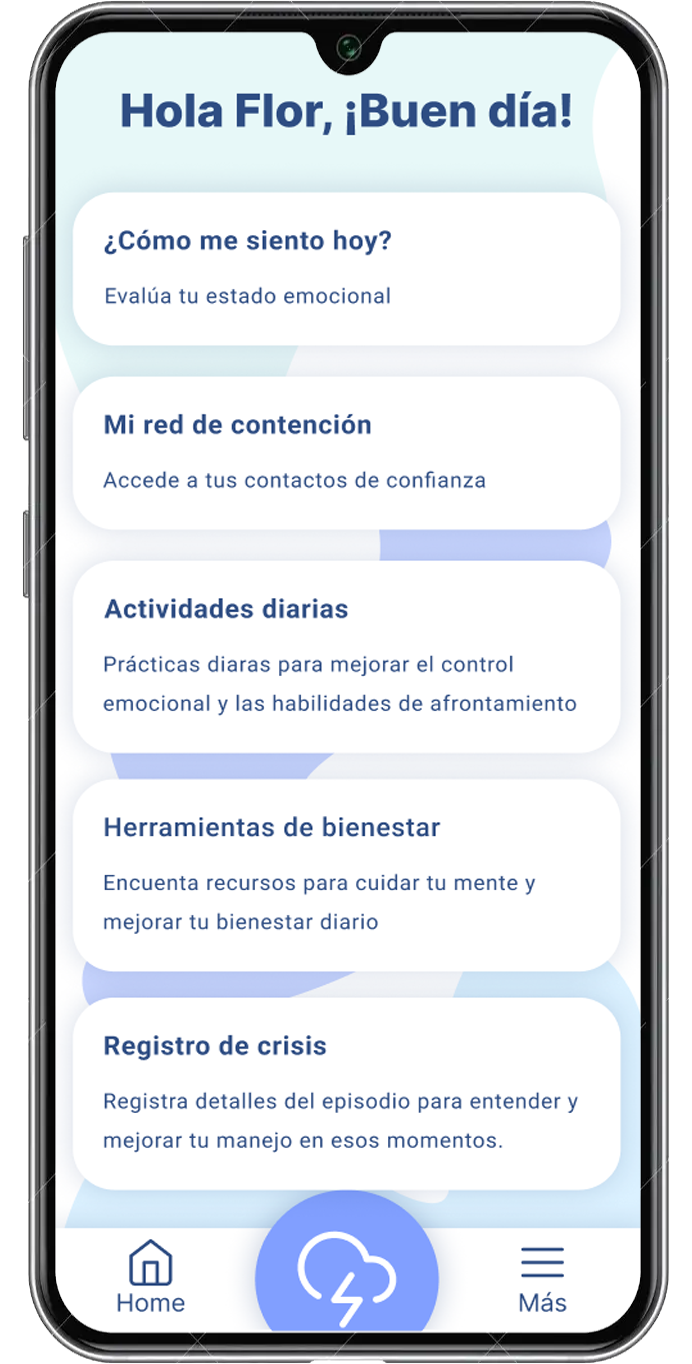 Hola Flor, ¡Buen día!
¿Cómo me siento hoy?
Evalúa tu estado emocional
Mi red de contención
Accede a tus contactos de confianza
Actividades diarias
Prácticas diaras para mejorar el control
emocional y las habilidades de afrontamiento
Herramientas de bienestar
Encuenta recursos para cuidar tu mente y
mejorar tu bienestar diario
Registro de crisis
Registra detalles del episodio para entender y
mejorar tu manejo en esos momentos.
Home
Más